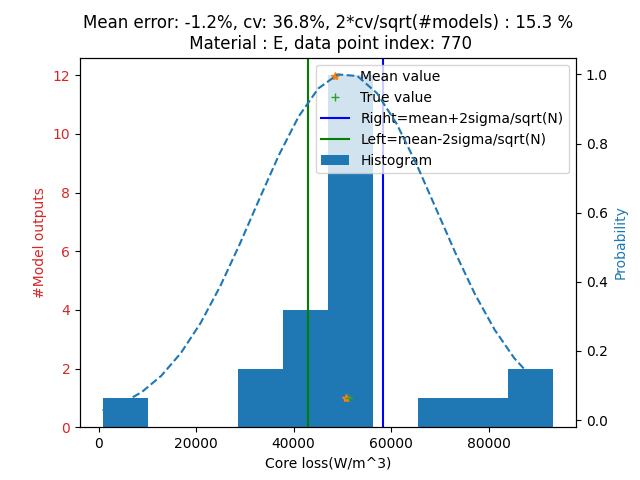 Mean error: -1.2%, cv: 36.8%, 2*cv/sqrt(#models) : 15.3 %
Material : E, data point index: 770
Mean value
True value
Right=mean+2sigma/sqrt(N)
Left=mean-2sigma/sqrt(N)
Histogram
#Model outputs
12
10
8
6
4
2
0
1.0
0.8
0.6
0.4
0.2
0.0
Probability
0
20000
40000
60000
80000
Core loss(W/m^3)